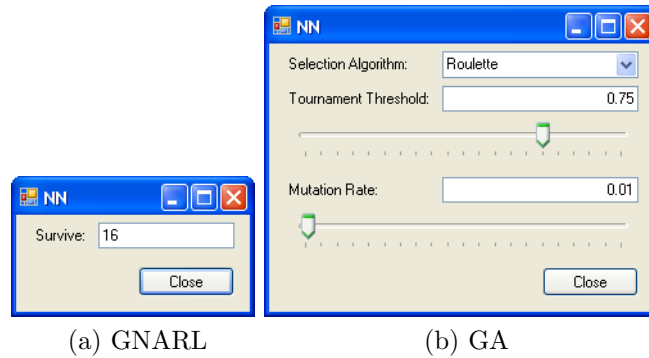 NN
Survive: 16
Close
(a) GNARL
NN
Selection Algorithm: Roulette
Tournament Threshold: 0.75
Mutation Rate: 0.01
Close
(b) GA